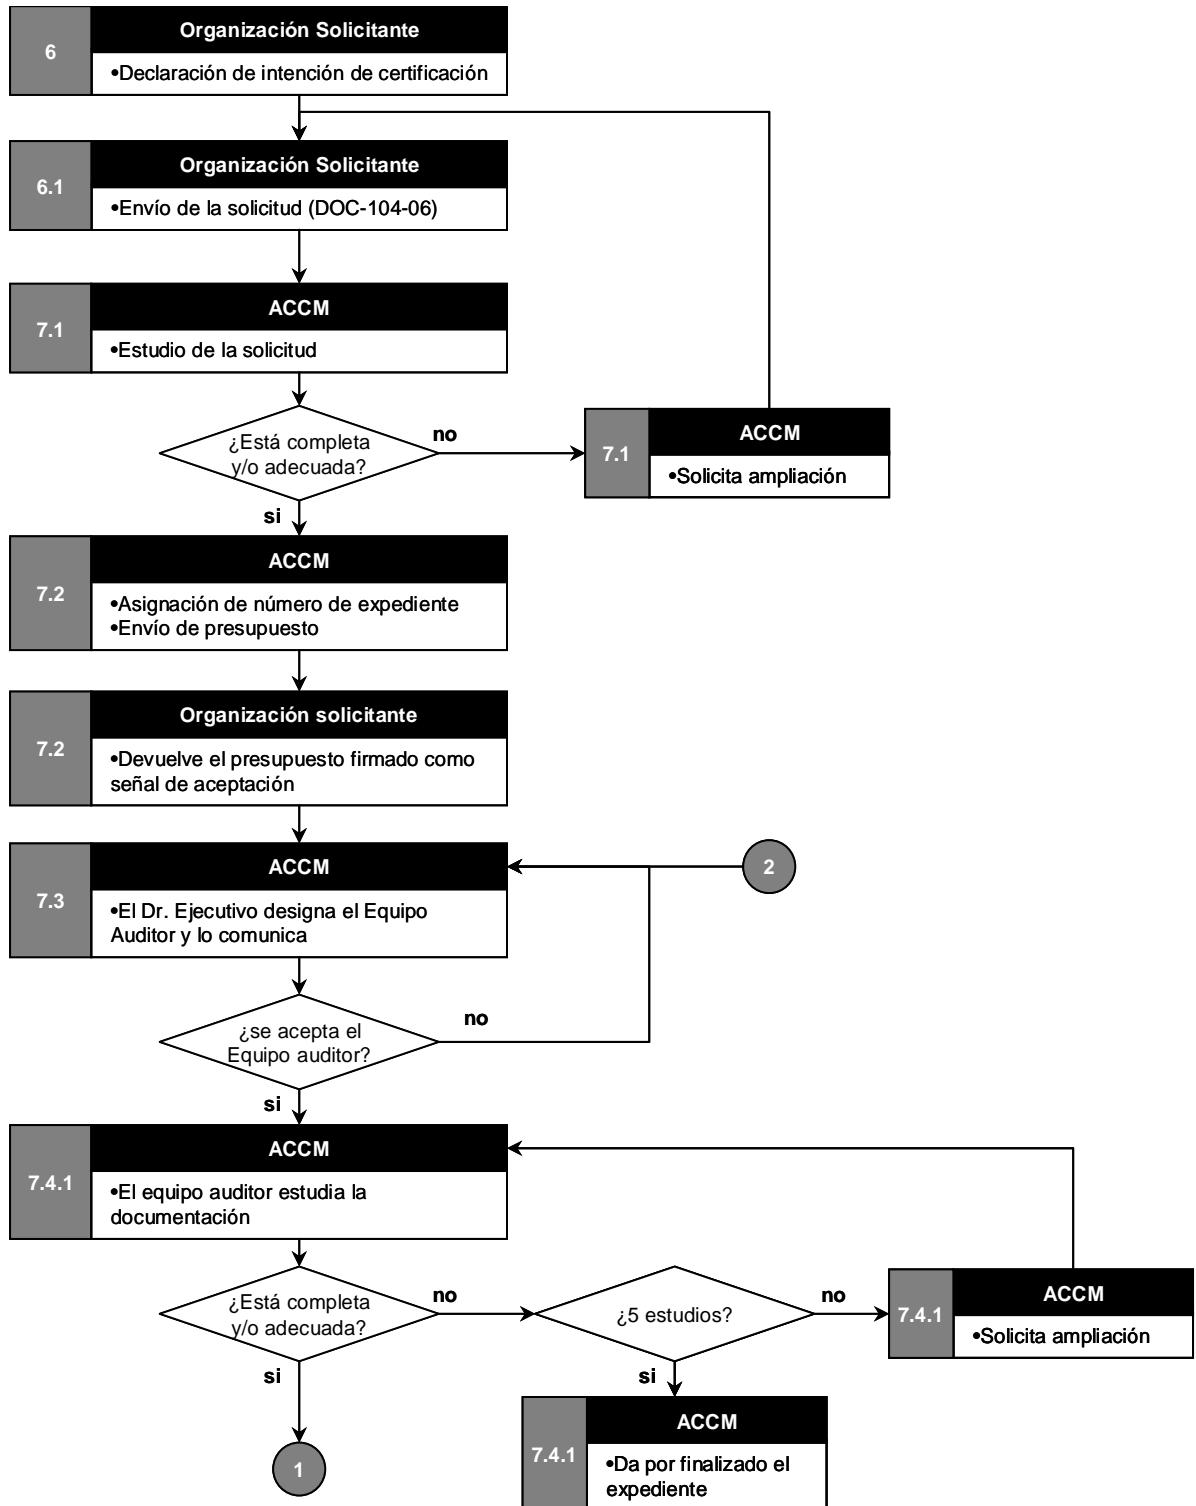 6
Organización Solicitante
•Declaración de intención de certificación
6.1
Organización Solicitante
•Envío de la solicitud (DOC-104-06)
7.1
ACCM
•Estudio de la solicitud
¿Está completa
y/o adecuada?
no
7.1
ACCM
•Solicita ampliación
si
7.2
ACCM
•Asignación de número de expediente
•Envío de presupuesto
7.2
Organización solicitante
•Devuelve el presupuesto firmado como
señal de aceptación
7.3
ACCM
•El Dr. Ejecutivo designa el Equipo
Auditor y lo comunica
2
¿se acepta el
Equipo auditor?
no
si
7.4.1
ACCM
•El equipo auditor estudia la
documentación
¿Está completa
y/o adecuada?
no
¿5 estudios?
no
7.4.1
ACCM
•Solicita ampliación
si
1
si
7.4.1
ACCM
•Da por finalizado el
expediente